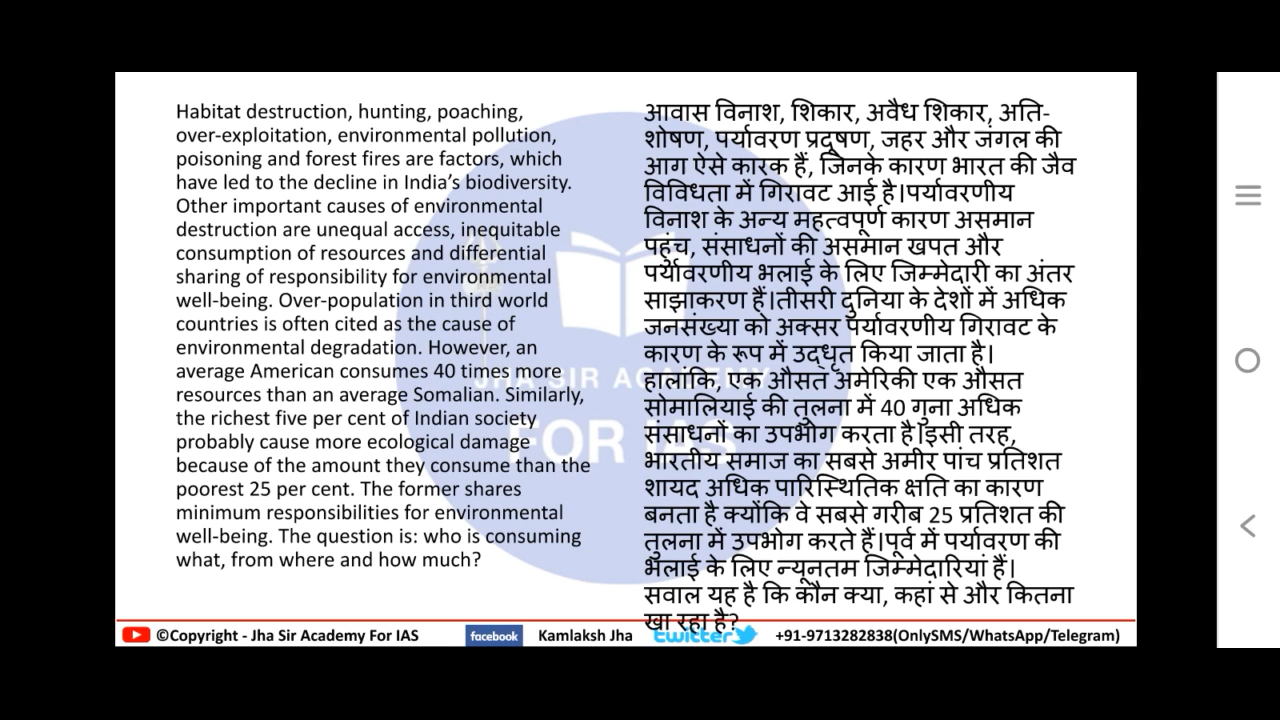 Habitat destruction, hunting, poaching,
over-exploitation, environmental pollution,
poisoning and forest fires are factors, which
have led to the decline in India's biodiversity.
Other important causes of environmental
destruction are unequal access, inequitable
consumption of resources and differential
sharing of responsibility for environmental
well-being. Over-population in third world
countries is often cited as the cause of
environmental degradation. However, an
average American consumes 40 times more
resources than an average Somalian. Similarly,
the richest five per cent of Indian society
probably cause more ecological damage
because of the amount they consume than the
poorest 25 per cent. The former shares
minimum responsibilities for environmental
well-being. The question is: who is consuming
what, from where and how much?
आवास विनाश, शिकार, अवैध शिकार, अति-
शोषण, पर्यावरण प्रदूषण, जहर और जंगल की
आग ऐसे कारक हैं, जिनके कारण भारत की जैव
विविधता में गिरावट आई है।पर्यावरणीय
विनाश के अन्य महत्वपूर्ण कारण असमान
पहुंच, संसाधनों की असमान खपत और
पर्यावरणीय भलाई के लिए जिम्मेदारी का अंतर
साझाकरण हैं।तीसरी दुनिया के देशों में अधिक
जनसंख्या को अक्सर पर्यावरणीय गिरावट के
कारण के रूप में उद्धृत किया जाता है।
हालांकि, एक औसत अमेरिकी एक औसत
सोमालियाई की तुलना में 40 गुना अधिक
संसाधनों का उपभोग करता है।इसी तरह,
भारतीय समाज का सबसे अमीर पांच प्रतिशत
शायद अधिक पारिस्थितिक क्षति का कारण
बनता है क्योंकि वे सबसे गरीब 25 प्रतिशत की
तुलना में उपभोग करते हैं।पूर्व में पर्यावरण की
भलाई के लिए न्यूनतम जिम्मेदारियां हैं।
सवाल यह है कि कौन क्या, कहां से और कितना
खा रहा है?
JHA SIR ACADEMY
FOR IAS
©Copyright - Jha Sir Academy For IAS
facebook
Kamlaksh Jha
twitter
+91-9713282838(OnlySMS/WhatsApp/Telegram)